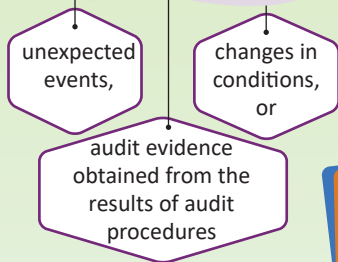 unexpected
events,
changes in
conditions,
or
audit evidence
obtained from the
results of audit
procedures